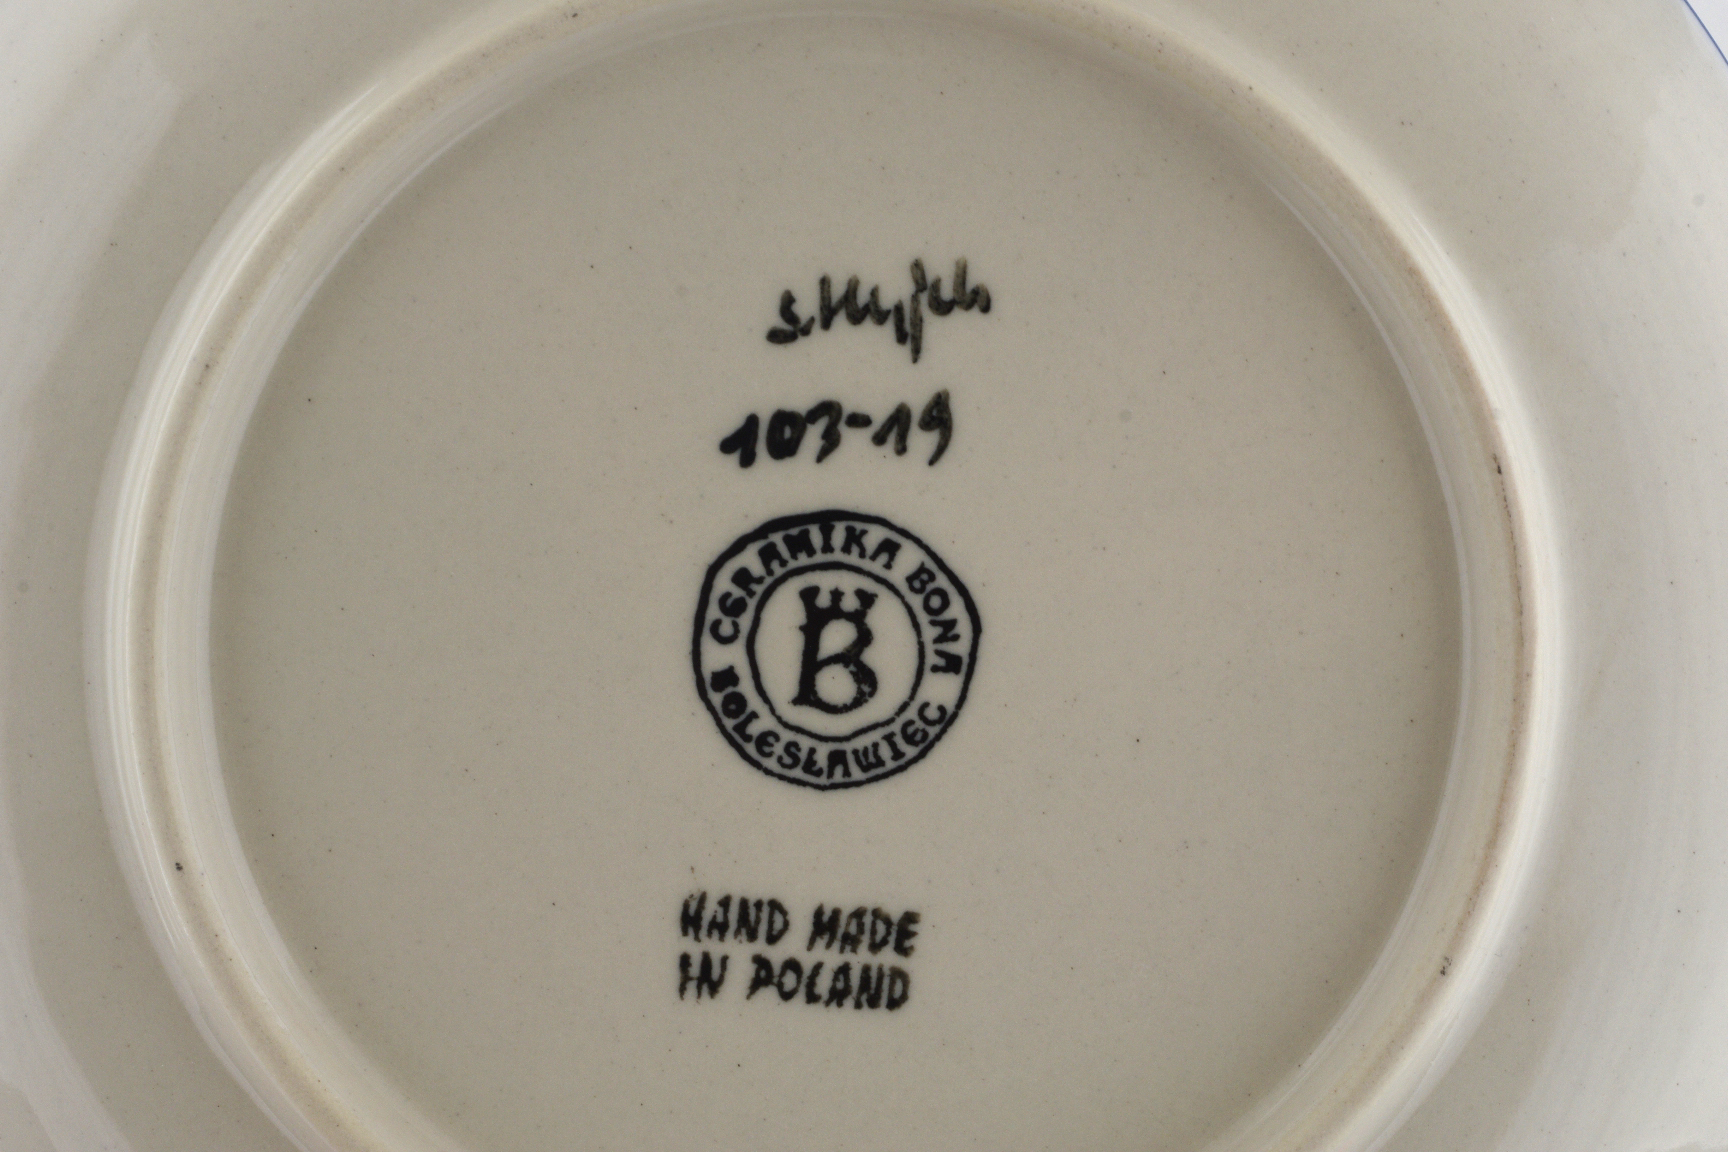 103-19
CERAMIKA BONA
B
BOLESŁAWIEC
HAND MADE
IN POLAND